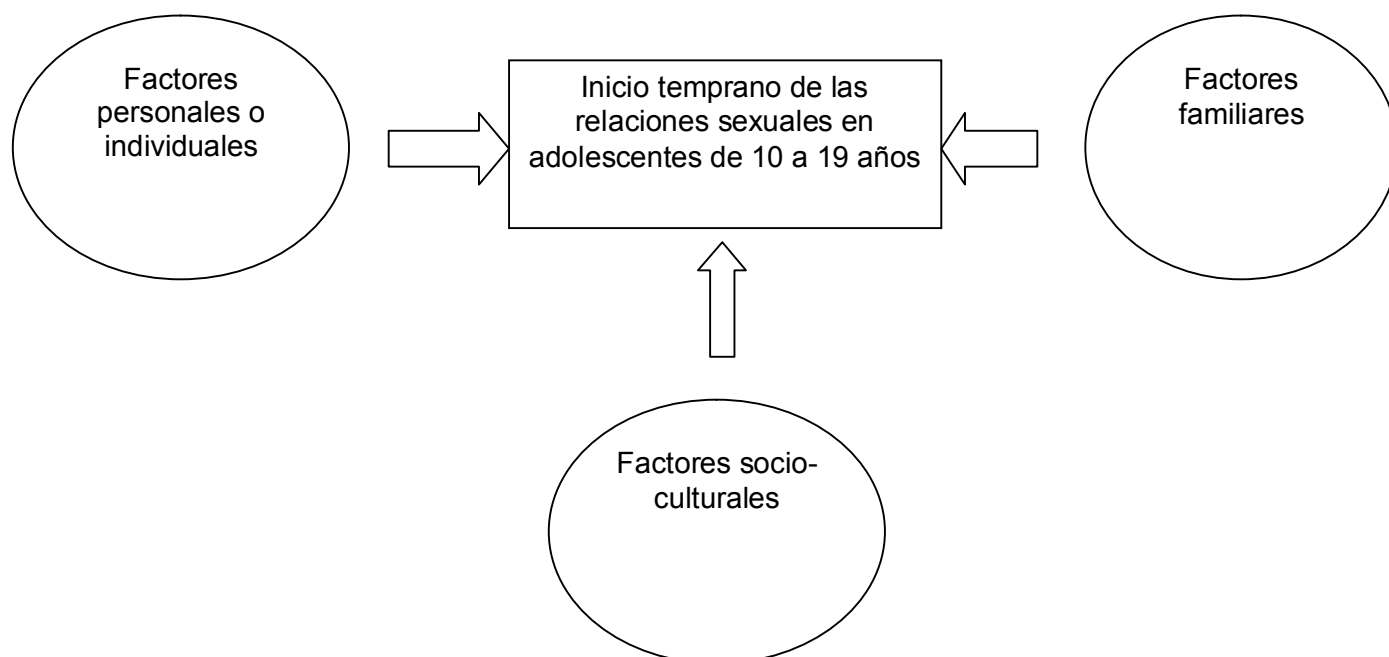 Factores
personales o
individuales
Inicio temprano de las
relaciones sexuales en
adolescentes de 10 a 19 años
Factores
familiares
Factores socio-
culturales